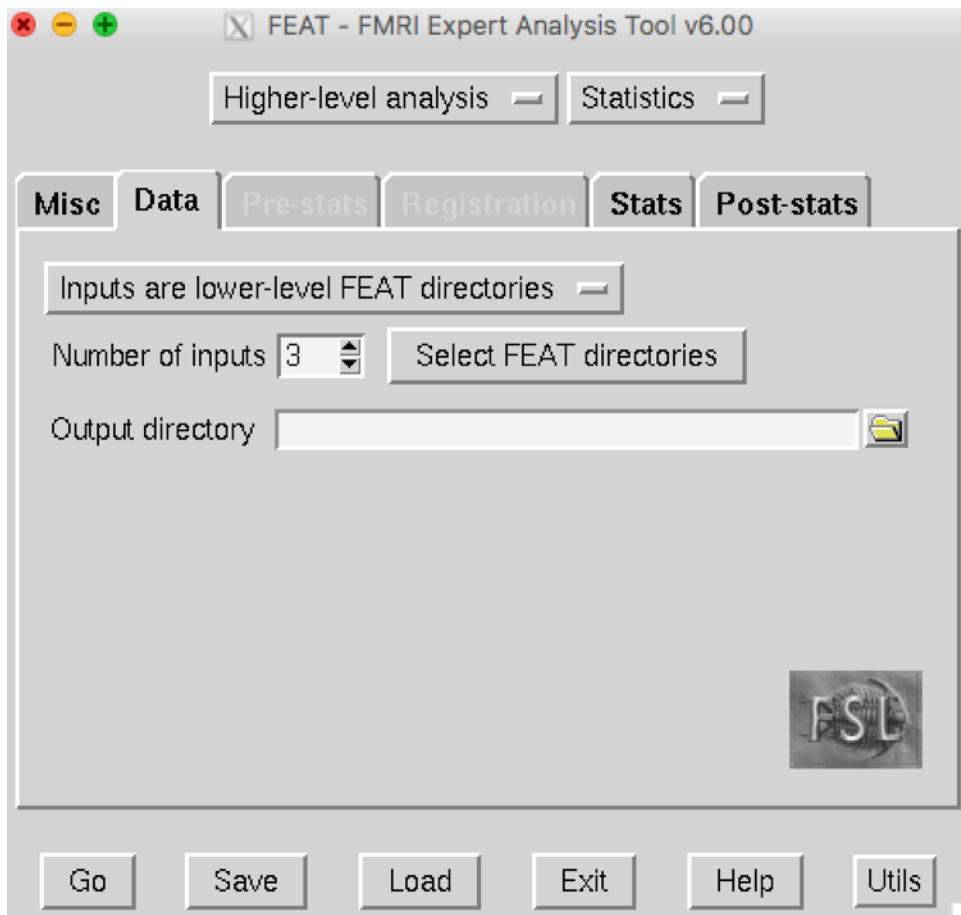 FEAT - FMRI Expert Analysis Tool v6.00
Higher-level analysis Statistics
Misc Data Pre-stats Registration Stats Post-stats
Inputs are lower-level FEAT directories
Number of inputs 3 Select FEAT directories
Output directory
FSL
Go Save Load Exit Help Utils